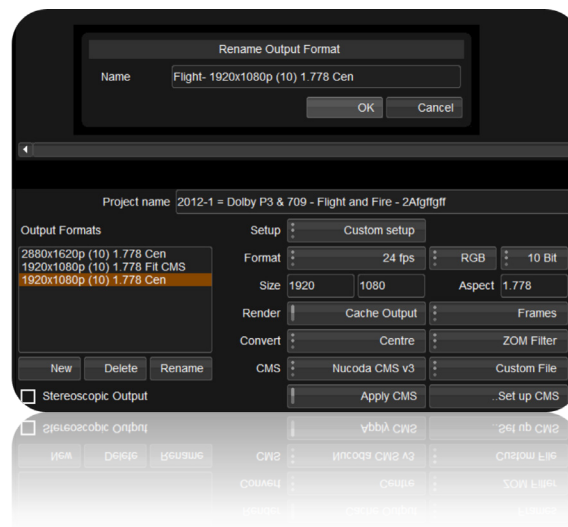 Rename Output Format
Name Flight- 1920x1080p (10) 1.778 Cen
OK Cancel
Project name 2012-1 = Dolby P3 & 709 - Flight and Fire - 2Afgffgff
Output Formats Setup Custom setup
2880x1620p (10) 1.778 Cen
1920x1080p (10) 1.778 Fit CMS
1920x1080p (10) 1.778 Cen
Format 24 fps RGB 10 Bit
Size 1920 1080 Aspect 1.778
Render Cache Output Frames
Convert Centre ZOM Filter
New Delete Rename CMS Nucoda CMS v3 Custom File
Stereoscopic Output Apply CMS ..Set up CMS